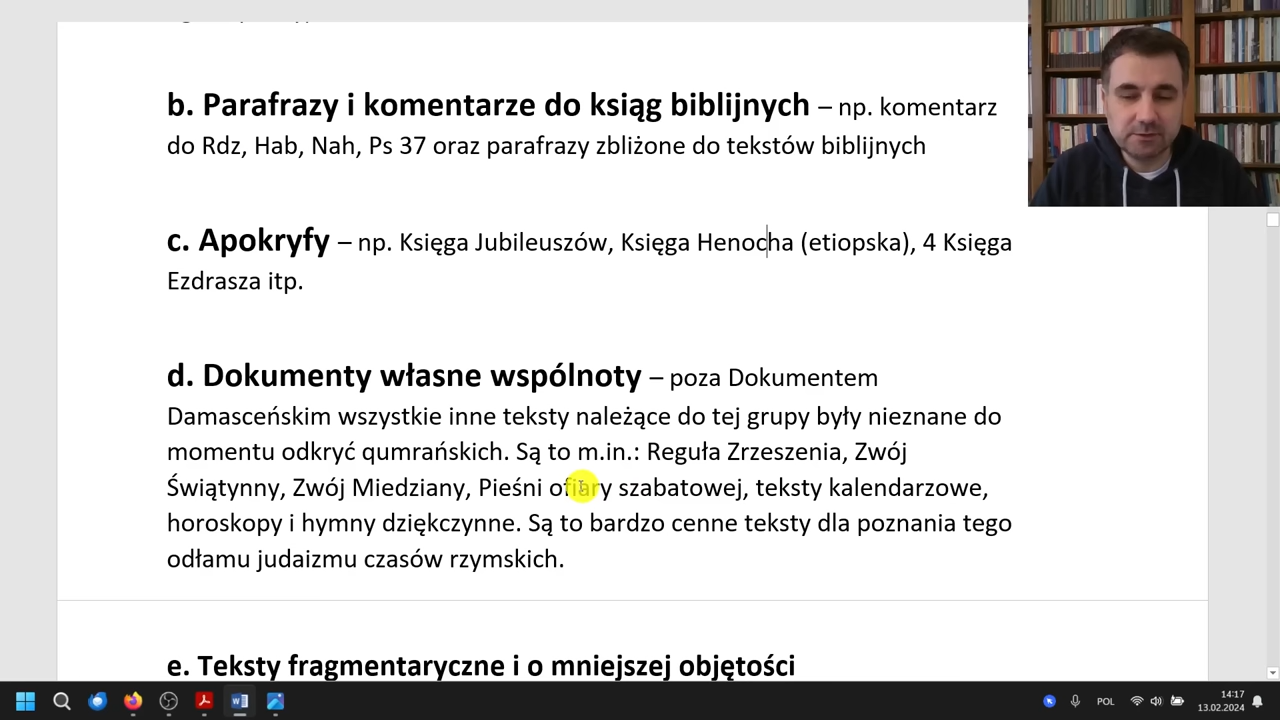 b. Parafrazy i komentarze do ksiąg biblijnych – np. komentarz
do Rdz, Hab, Nah, Ps 37 oraz parafrazy zbliżone do tekstów biblijnych
c. Apokryfy – np. Księga Jubileuszów, Księga Henocha (etiopska), 4 Księga
Ezdrasza itp.
d. Dokumenty własne wspólnoty – poza Dokumentem
Damasceńskim wszystkie inne teksty należące do tej grupy były nieznane do
momentu odkryć qumrańskich. Są to m.in.: Reguła Zrzeszenia, Zwój
Świątynny, Zwój Miedziany, Pieśni ofiary szabatowej, teksty kalendarzowe,
horoskopy i hymny dziękczynne. Są to bardzo cenne teksty dla poznania tego
odłamu judaizmu czasów rzymskich.
e. Teksty fragmentaryczne i o mniejszej objętości
POL
14:17
13.02.2024